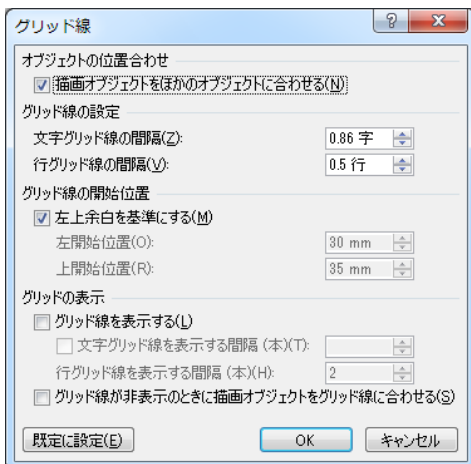 グリッド線
オブジェクトの位置合わせ
描画オブジェクトをほかのオブジェクトに合わせる(N)
グリッド線の設定
文字グリッド線の間隔(Z): 0.86 字
行グリッド線の間隔(V): 0.5 行
グリッド線の開始位置
左上余白を基準にする(M)
左開始位置(O): 30 mm
上開始位置(R): 35 mm
グリッドの表示
グリッド線を表示する(L)
文字グリッド線を表示する間隔 (本)(T):
行グリッド線を表示する間隔 (本)(H): 2
グリッド線が非表示のときに描画オブジェクトをグリッド線に合わせる(S)
既定に設定(E) OK キャンセル